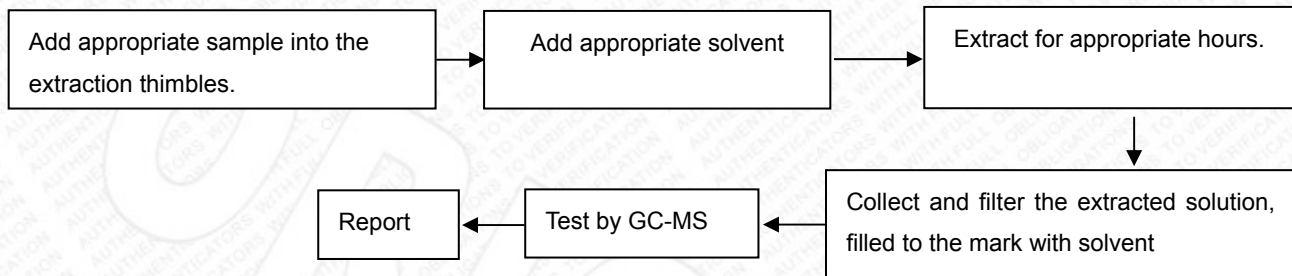 Add appropriate sample into the
extraction thimbles.
Add appropriate solvent
Extract for appropriate hours.
Collect and filter the extracted solution,
filled to the mark with solvent
Test by GC-MS
Report